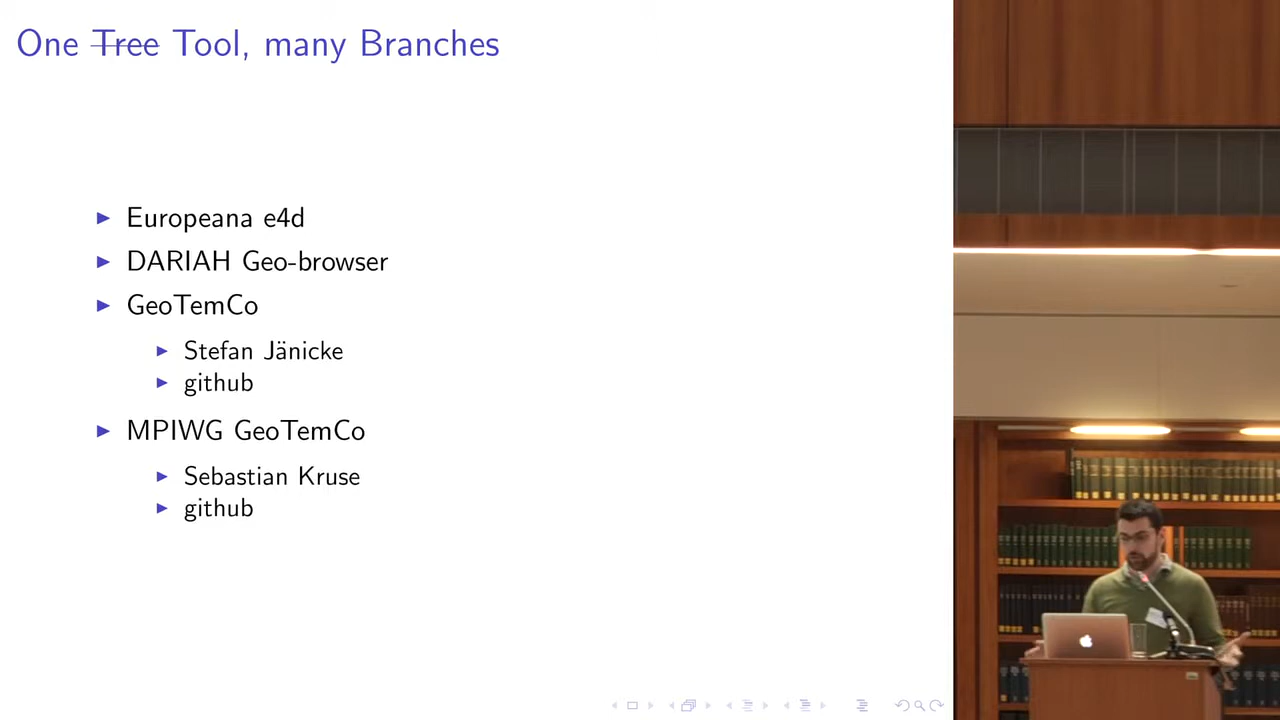 One Tree Tool, many Branches
Europeana e4d
DARIAH Geo-browser
GeoTemCo
Stefan Jänicke
github
MPIWG GeoTemCo
Sebastian Kruse
github